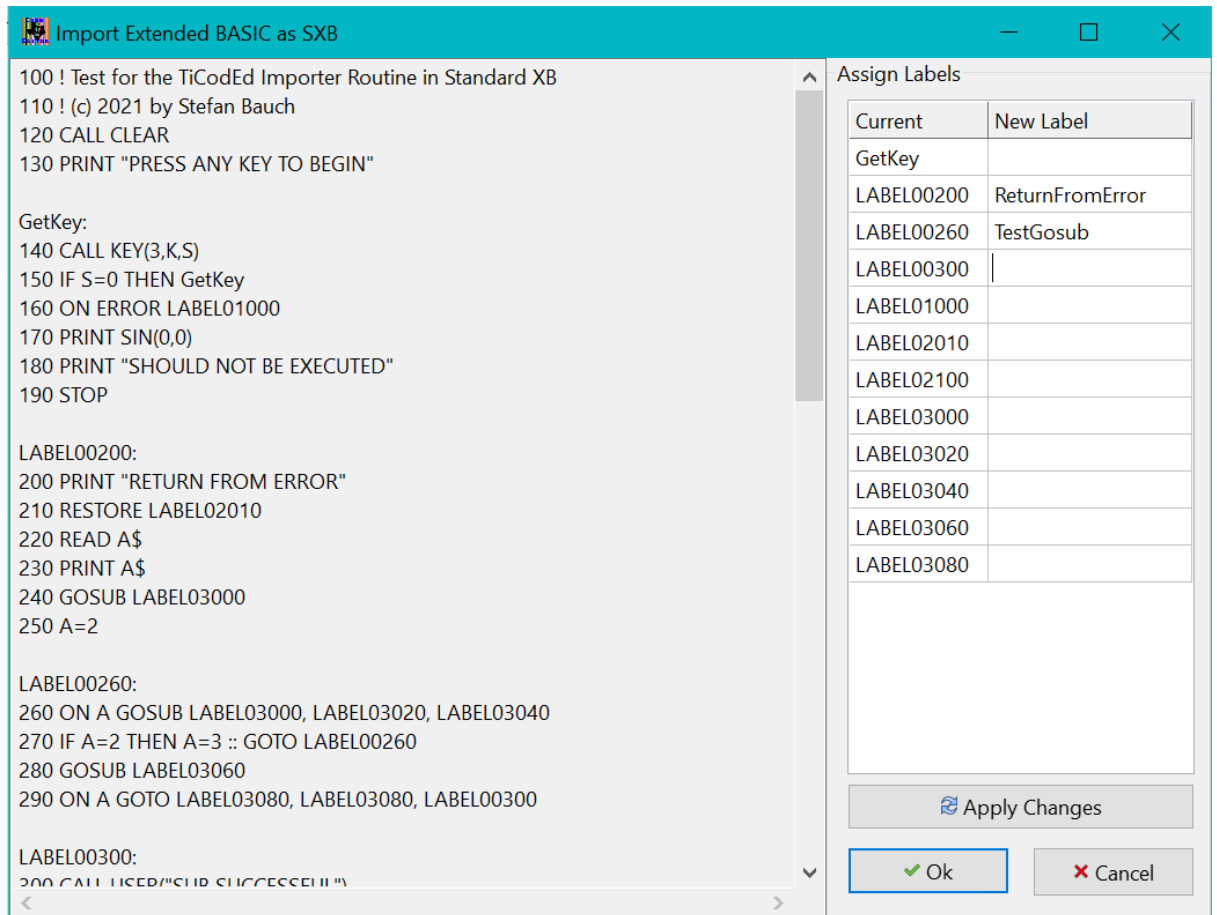 Import Extended BASIC as SXB
100 ! Test for the TiCodEd Importer Routine in Standard XB
110 ! (c) 2021 by Stefan Bauch
120 CALL CLEAR
130 PRINT "PRESS ANY KEY TO BEGIN"
GetKey:
140 CALL KEY(3,K,S)
150 IF S=0 THEN GetKey
160 ON ERROR LABEL01000
170 PRINT SIN(0,0)
180 PRINT "SHOULD NOT BE EXECUTED"
190 STOP
LABEL00200:
200 PRINT "RETURN FROM ERROR"
210 RESTORE LABEL02010
220 READ A$
230 PRINT A$
240 GOSUB LABEL03000
250 A=2
LABEL00260:
260 ON A GOSUB LABEL03000, LABEL03020, LABEL03040
270 IF A=2 THEN A=3 :: GOTO LABEL00260
280 GOSUB LABEL03060
290 ON A GOTO LABEL03080, LABEL03080, LABEL00300
LABEL00300:
300 CALL USER("SUB SUCCESSFUL")
Assign Labels
Current New Label
GetKey
LABEL00200 ReturnFromError
LABEL00260 TestGosub
LABEL00300
LABEL01000
LABEL02010
LABEL02100
LABEL03000
LABEL03020
LABEL03040
LABEL03060
LABEL03080
Apply Changes
Ok
Cancel